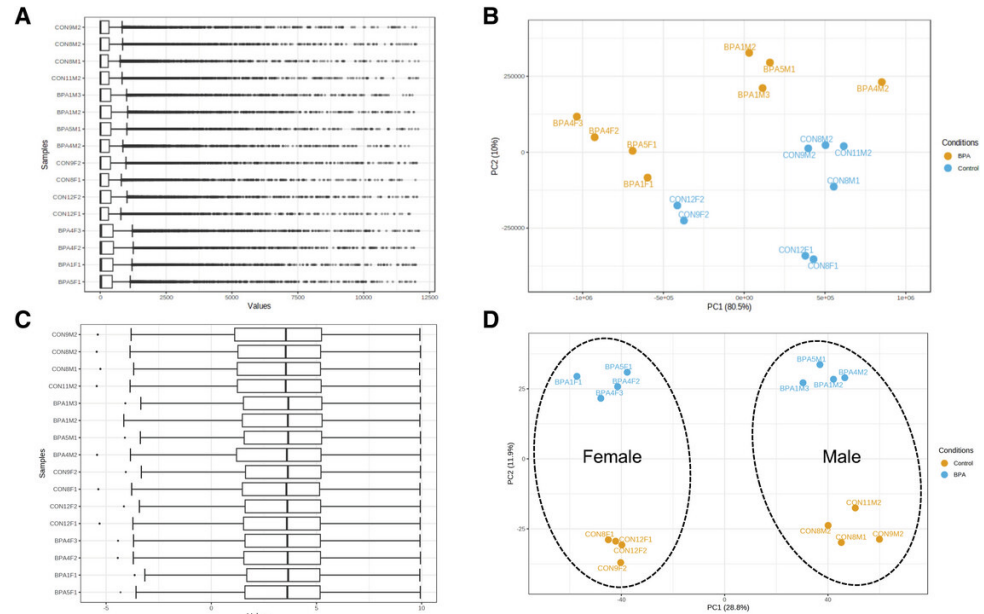 A
CON9M2
CON8M2
CON8M1
CON11M2
BPA1M3
BPA1M2
BPA5M1
BPA4M2
CON9F2
CON8F1
CON12F2
CON12F1
BPA4F3
BPA4F2
BPA1F1
BPA5F1
Samples
0 2500 5000 7500 10000 12500
Values
B
BPA1M2
BPA5M1
BPA1M3
BPA4M2
BPA4F3
BPA4F2
BPA5F1
BPA1F1
CON8M2
CON9M2
CON11M2
CON8M1
CON12F2
CON9F2
CON12F1
CON8F1
250000
0
-250000
PC2 (10%)
-1e+06 -5e+05 0e+00 5e+05 1e+06
PC1 (80.5%)
Conditions
BPA
Control
C
CON9M2
CON8M2
CON8M1
CON11M2
BPA1M3
BPA1M2
BPA5M1
BPA4M2
CON9F2
CON8F1
CON12F2
CON12F1
BPA4F3
BPA4F2
BPA1F1
BPA5F1
Samples
-5 0 5 10
D
BPA5M1
BPA4M2
BPA1M3
BPA1M2
BPA5F1
BPA1F1
BPA4F2
BPA4F3
Female
Male
CON11M2
CON8M2
CON8M1
CON9M2
CON8F1
CON12F1
CON12F2
CON9F2
25
0
-25
PC2 (11.9%)
-40 0 40
PC1 (28.8%)
Conditions
Control
BPA